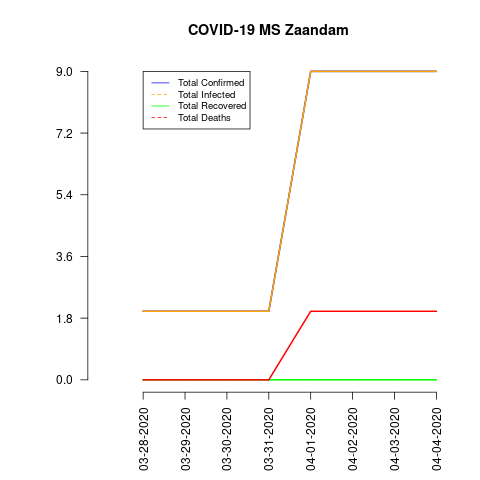 COVID-19 MS Zaandam
9.0
7.2
5.4
3.6
1.8
0.0
Total Confirmed
Total Infected
Total Recovered
Total Deaths
03-28-2020
03-29-2020
03-30-2020
03-31-2020
04-01-2020
04-02-2020
04-03-2020
04-04-2020